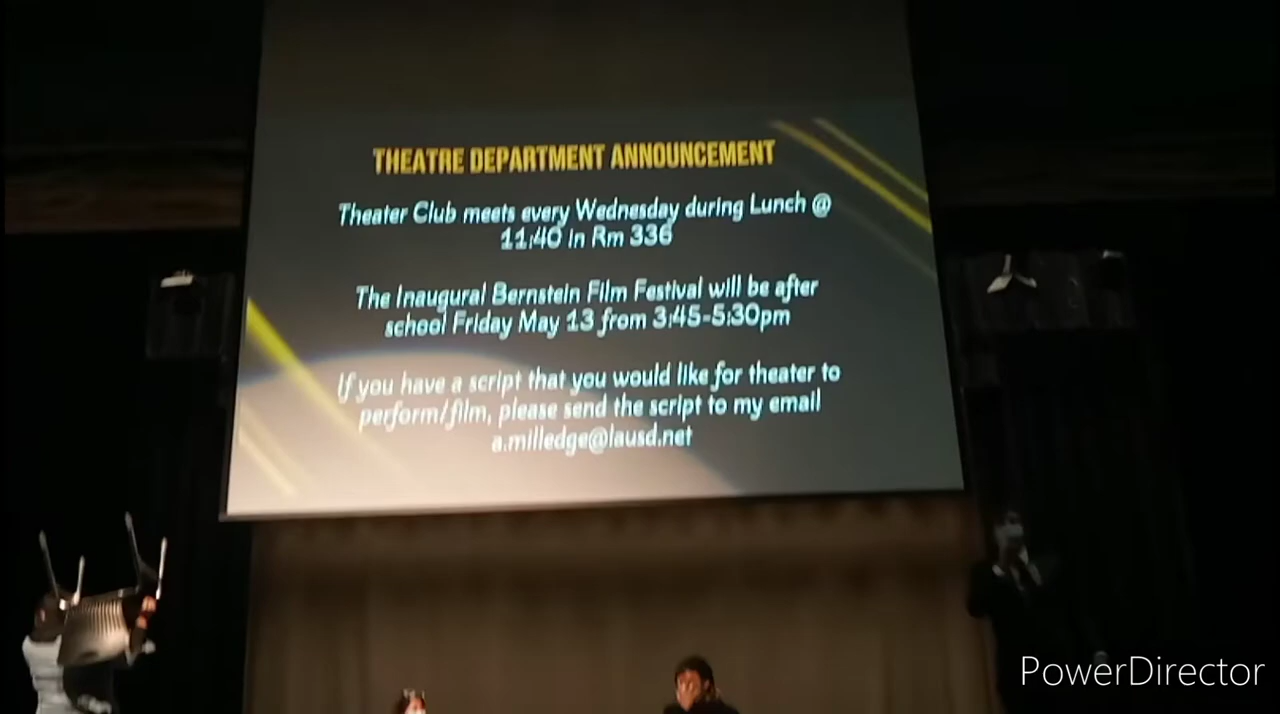 THEATRE DEPARTMENT ANNOUNCEMENT
Theater Club meets every Wednesday during Lunch @
11:40 in Rm 336
The Inaugural Bernstein Film Festival will be after
school Friday May 13 from 3:45-5:30pm
If you have a script that you would like for theater to
perform/film, please send the script to my email
a.milledge@lausd.net
PowerDirector